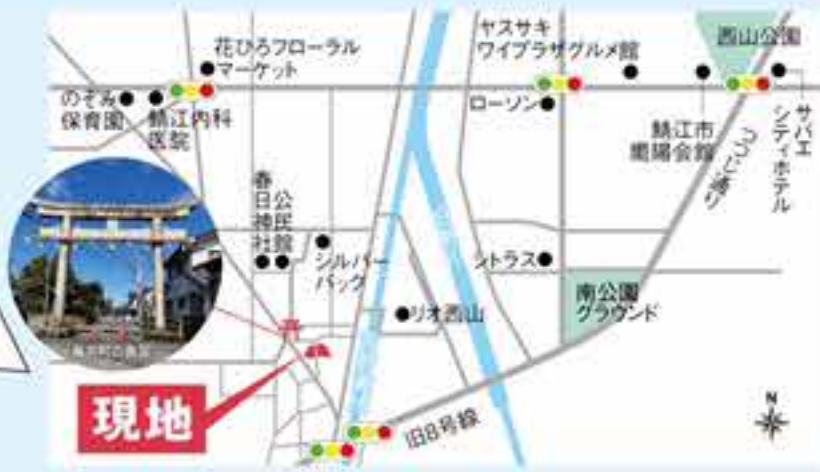 花ひろフローラル
マーケット
ヤスサキ
ワイプラザグルメ館
西山公園
のぞみ
保育園
鯖江内科
医院
ローソン
鯖江市
嚮陽会館
つつじ通り
サバエ
シティホテル
春日神社
公民館
シルバー
バック
シトラス
リオ西山
南公園
グラウンド
現地
旧8号線
N